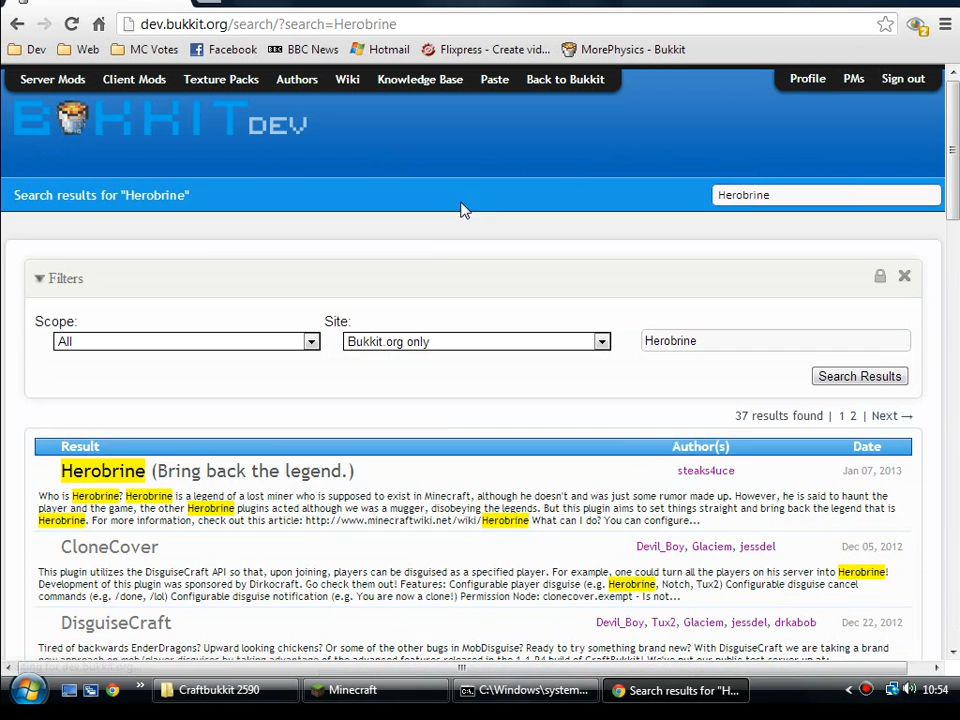 dev.bukkit.org/search/?search=Herobrine
2
Dev Web MC Votes Facebook BBC News Hotmail Flixpress - Create vid... MorePhysics - Bukkit
Server Mods Client Mods Texture Packs Authors Wiki Knowledge Base Paste Back to Bukkit Profile PMs Sign out
BUKKIT DEV
Search results for "Herobrine" Herobrine
Filters
Scope: Site:
All Bukkit.org only Herobrine
Search Results
37 results found | 1 2 | Next →
Result Author(s) Date
Herobrine (Bring back the legend.) steaks4uce Jan 07, 2013
Who is Herobrine? Herobrine is a legend of a lost miner who is supposed to exist in Minecraft, although he doesn't and was just some rumor made up. However, he is said to haunt the
player and the game, the other Herobrine plugins acted although we was a mugger, disobeying the legends. But this plugin aims to set things straight and bring back the legend that is
Herobrine. For more information, check out this article: http://www.minecraftwiki.net/wiki/Herobrine What can I do? You can configure...
CloneCover Devil_Boy, Glaciem, jessdel Dec 05, 2012
This plugin utilizes the DisguiseCraft API so that, upon joining, players can be disguised as a specified player. For example, one could turn all the players on his server into Herobrine!
Development of this plugin was sponsored by Dirkocraft. Go check them out! Features: Configurable player disguise (e.g. Herobrine, Notch, Tux2) Configurable disguise cancel
commands (e.g. /done, /lol) Configurable disguise notification (e.g. You are now a clone!) Permission Node: clonecover.exempt - Is not...
DisguiseCraft Devil_Boy, Tux2, Glaciem, jessdel, drkabob Dec 22, 2012
Tired of backwards EnderDragons? Upward looking chickens? Or some of the other bugs in MobDisguise? Ready to try something brand new? With DisguiseCraft we are taking a brand
Craftbukkit 2590 Minecraft C:\Windows\system... Search results for "H... 10:54